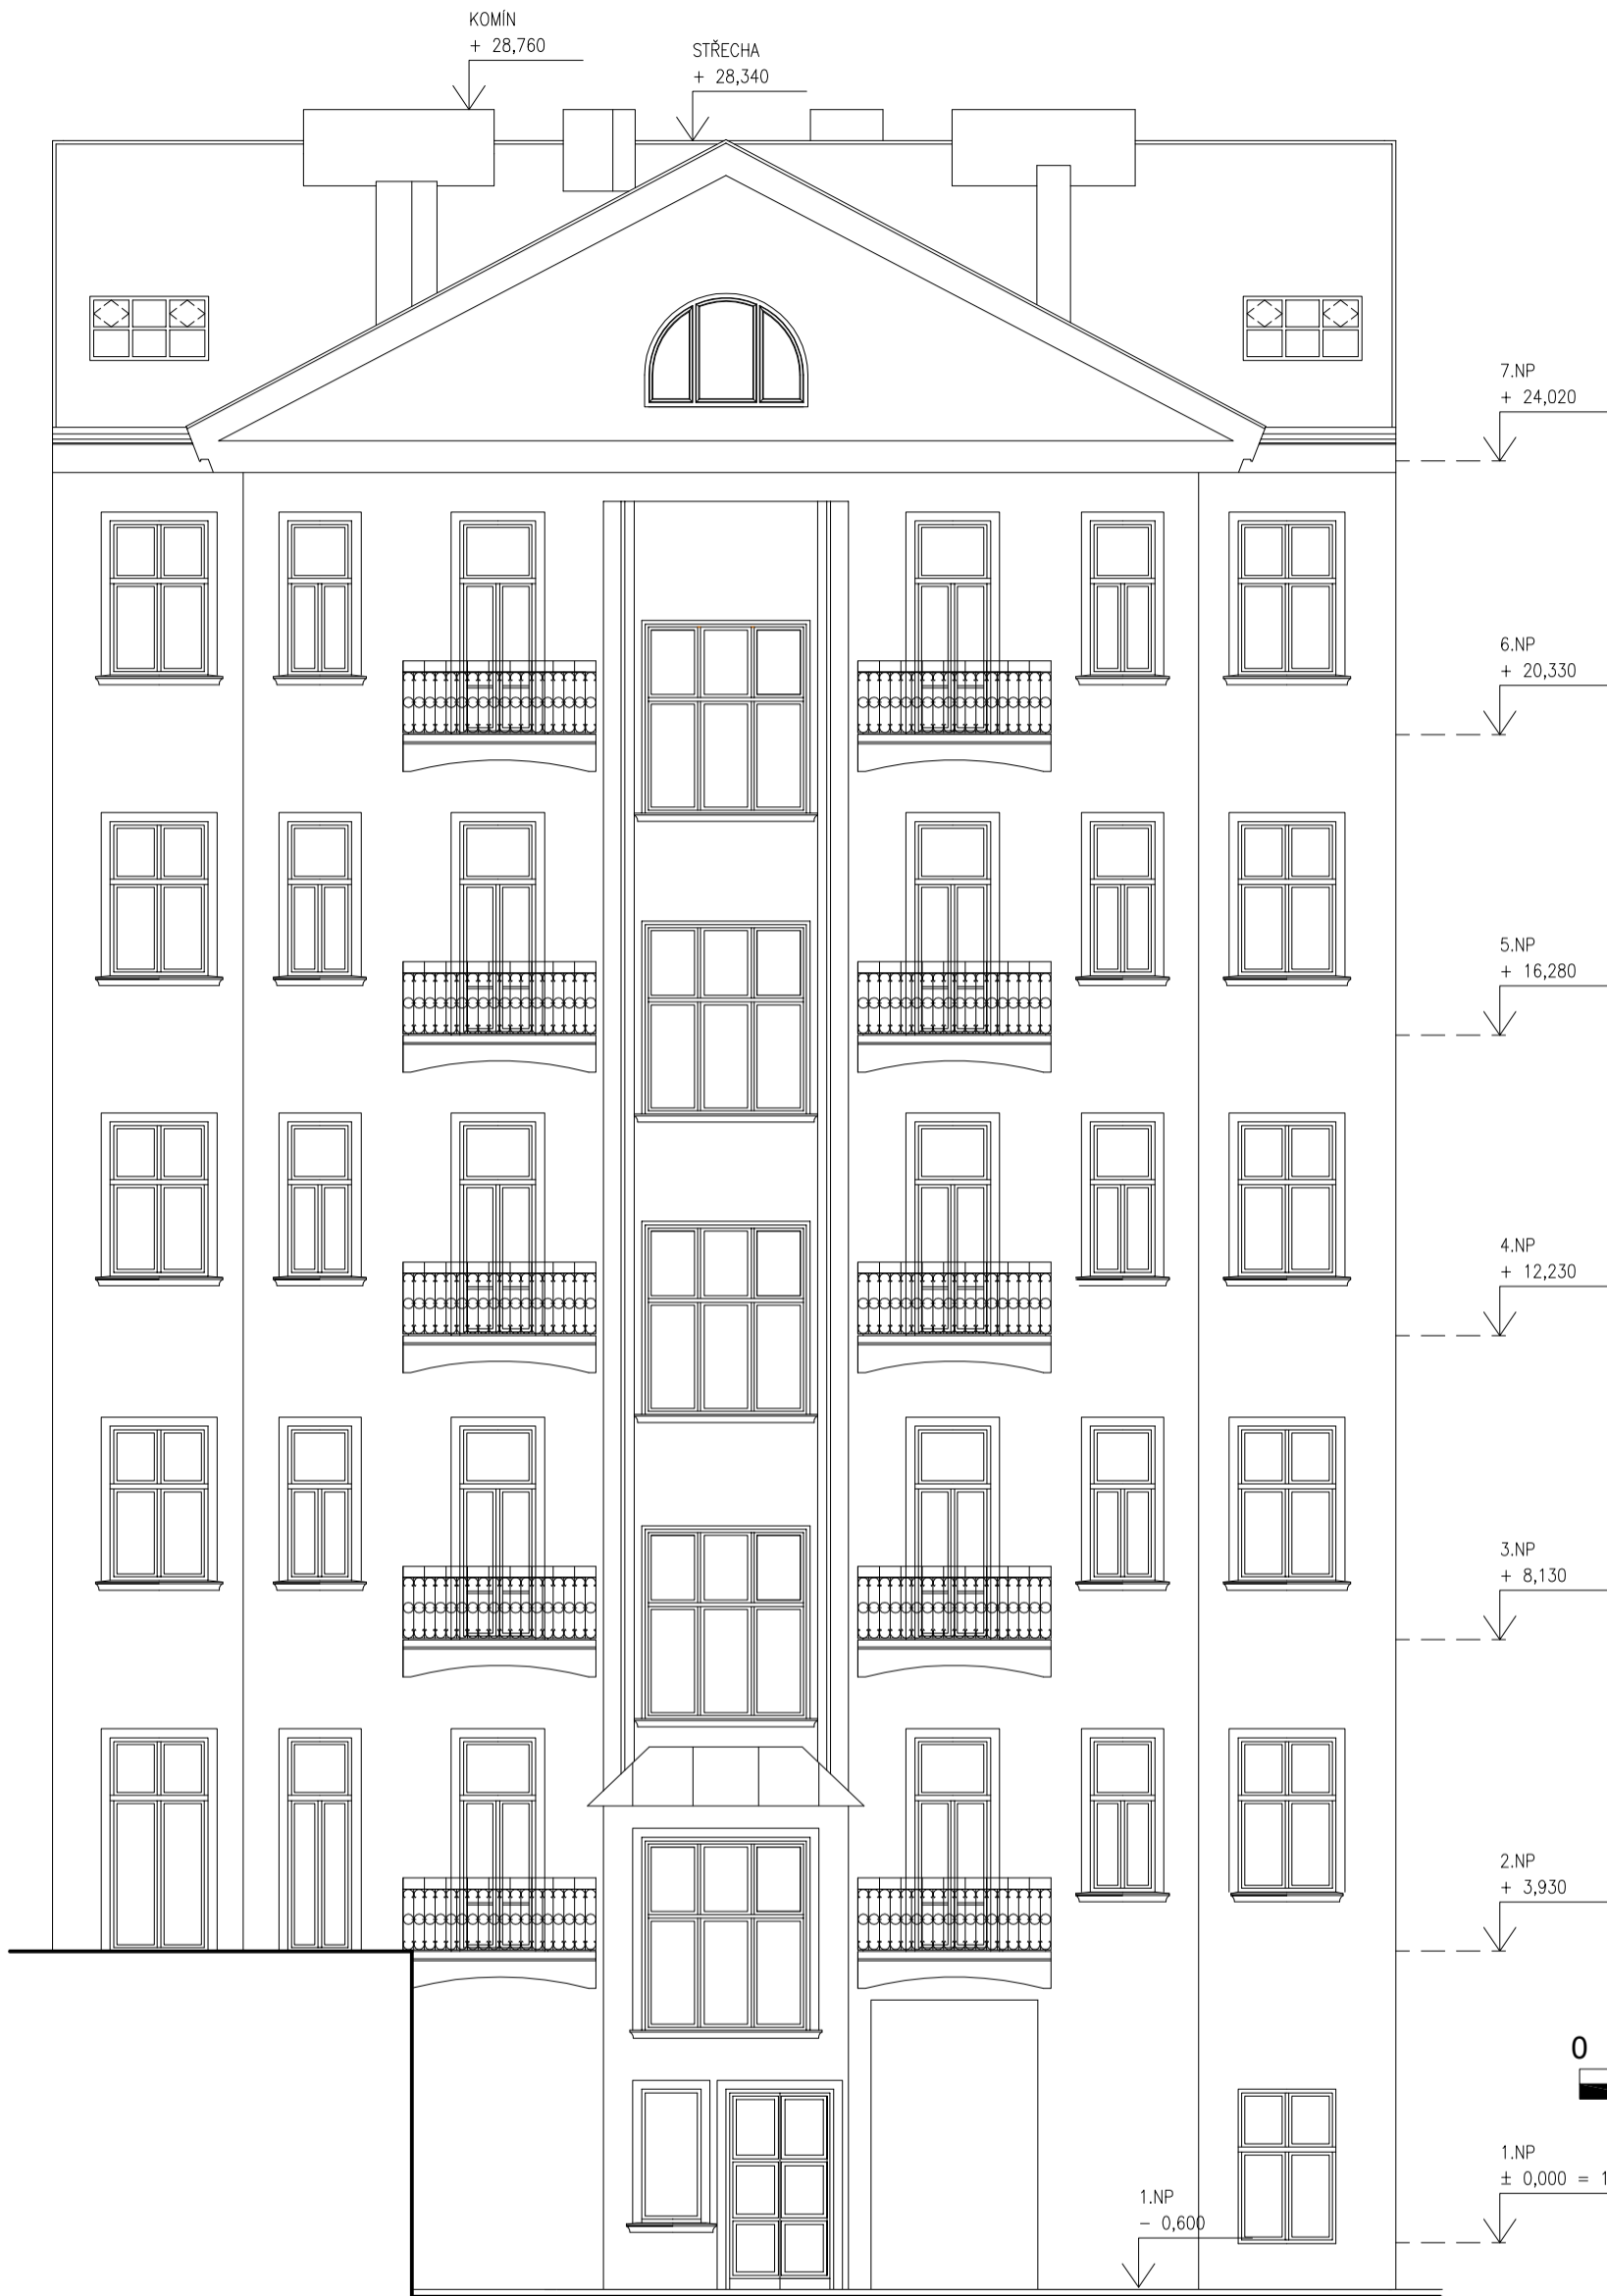 KOMÍN
+ 28,760
STŘECHA
+ 28,340
7.NP
+ 24,020
6.NP
+ 20,330
5.NP
+ 16,280
4.NP
+ 12,230
3.NP
+ 8,130
2.NP
+ 3,930
0
1.NP
± 0,000 = 1
1.NP
− 0,600